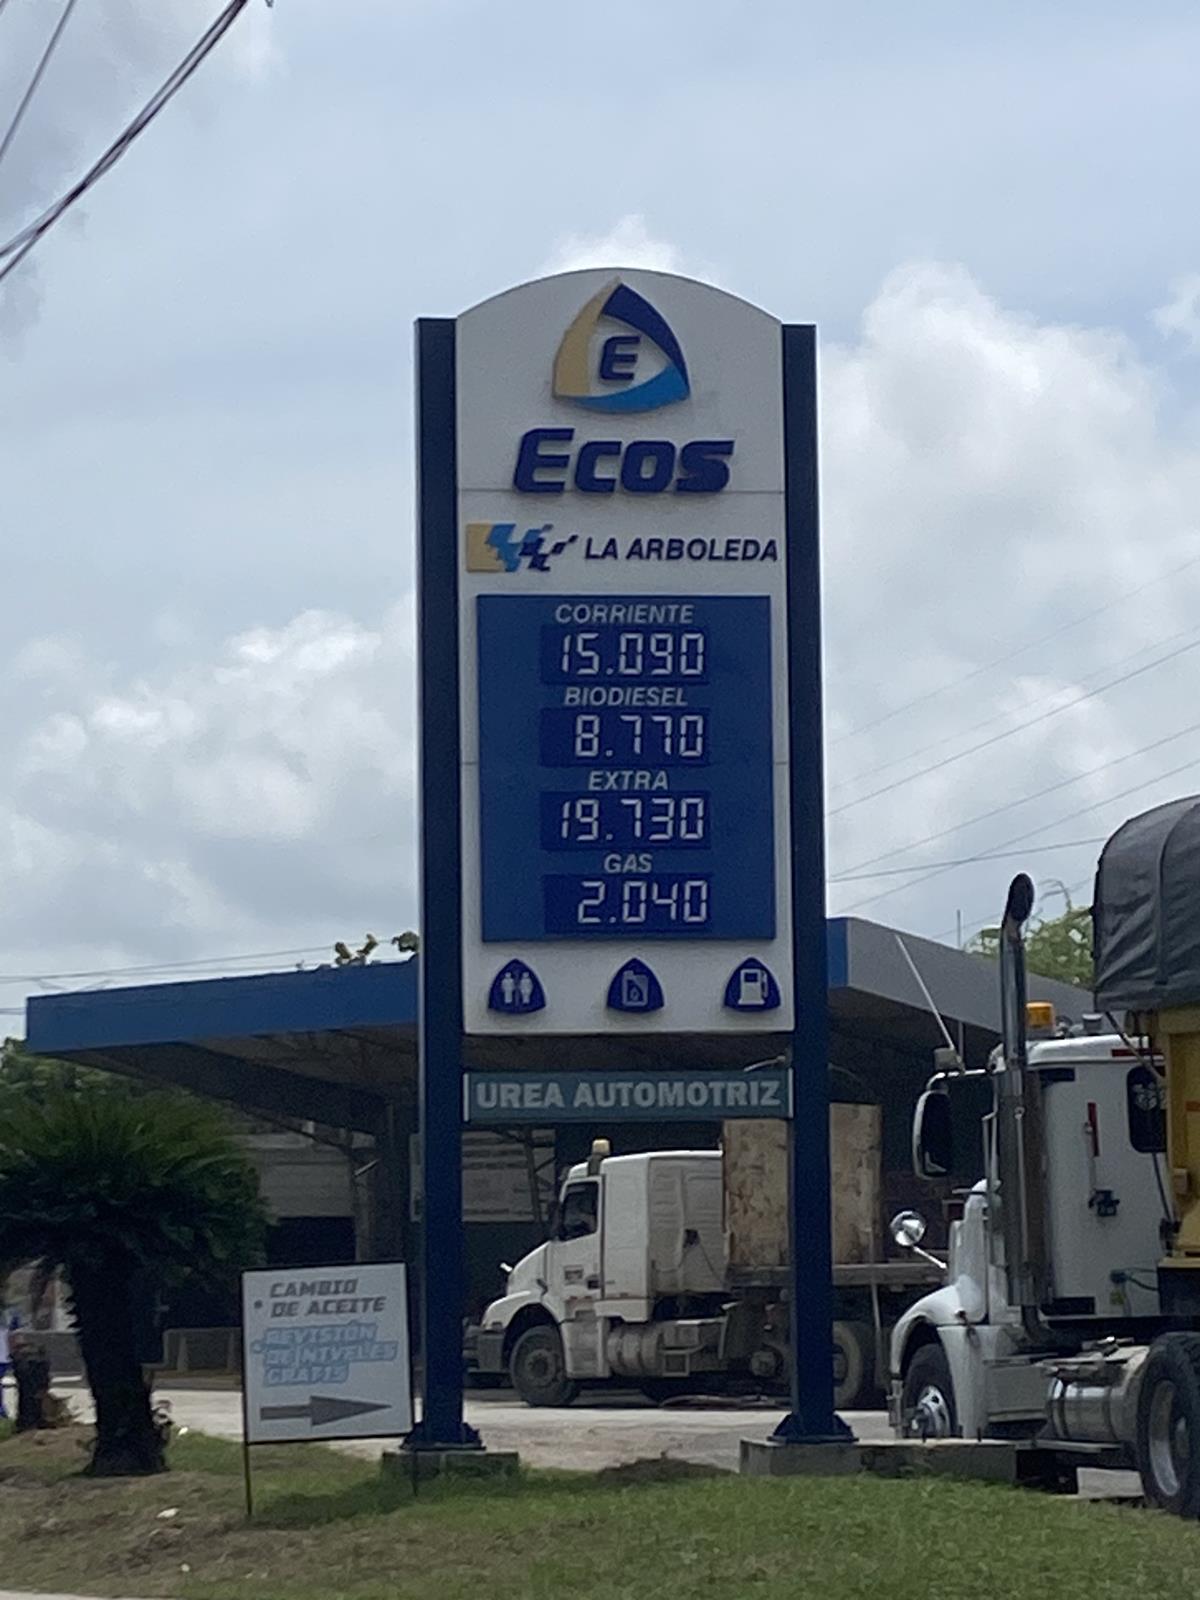 E
Ecos
LA ARBOLEDA
CORRIENTE
15.090
BIODIESEL
8.770
EXTRA
19.730
GAS
2.040
UREA AUTOMOTRIZ
• CAMBIO
DE ACEITE
• REVISIÓN
DE NIVELES
GRATIS